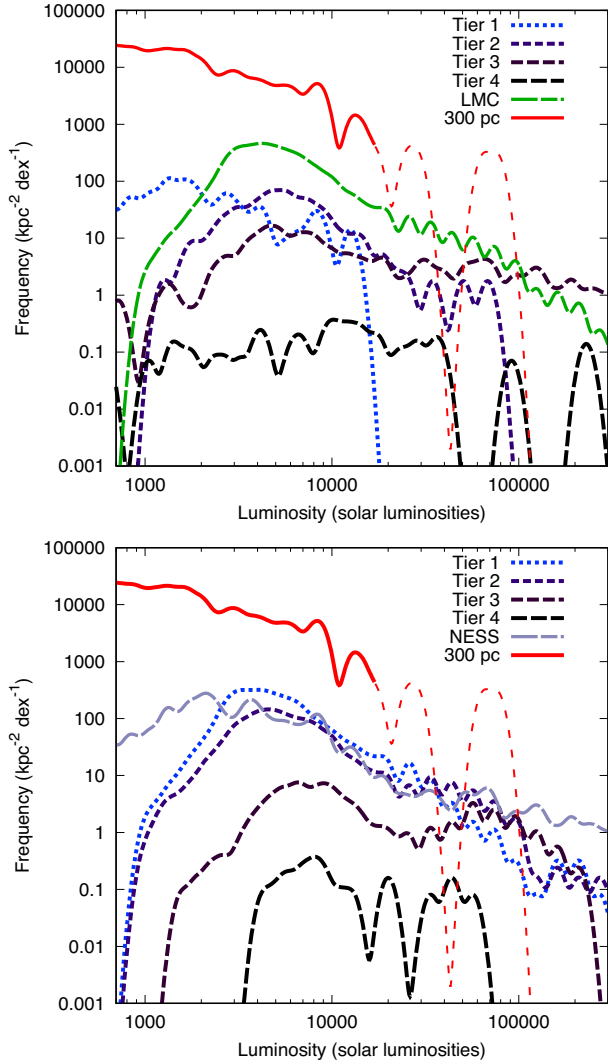 100000
10000
1000
100
10
1
0.1
0.01
0.001
Frequency (kpc-2 dex-1)
Tier 1
Tier 2
Tier 3
Tier 4
LMC
300 pc
1000 10000 100000
Luminosity (solar luminosities)
100000
10000
1000
100
10
1
0.1
0.01
0.001
Frequency (kpc-2 dex-1)
Tier 1
Tier 2
Tier 3
Tier 4
NESS
300 pc
1000 10000 100000
Luminosity (solar luminosities)